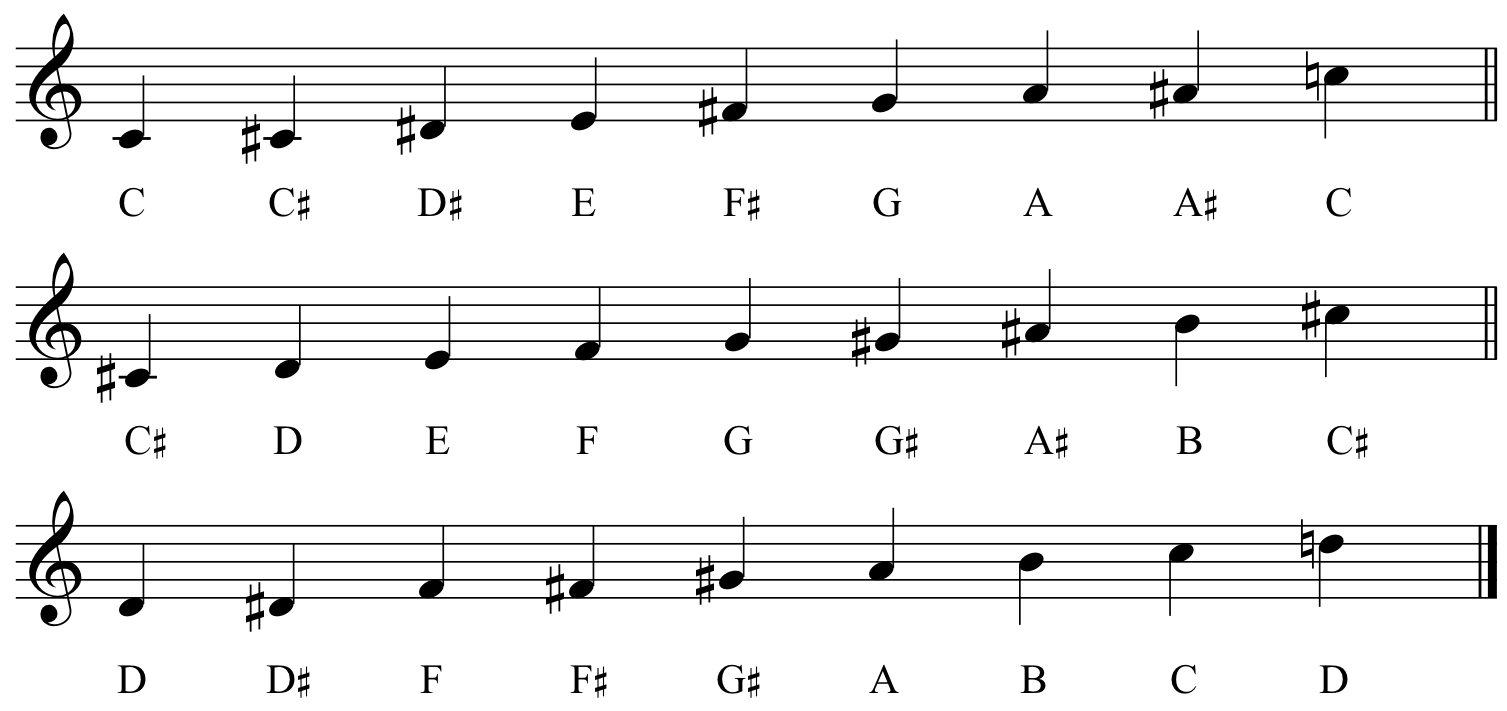 C C♯ D♯ E F♯ G A A♯ C
C♯ D E F G G♯ A♯ B C♯
D D♯ F F♯ G♯ A B C D